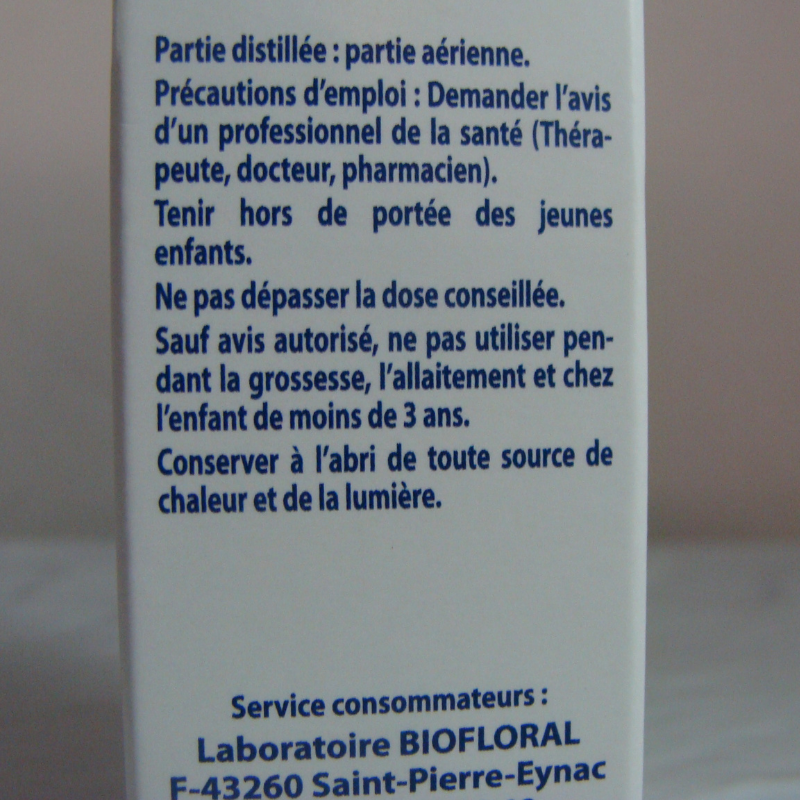 Partie distillée : partie aérienne.
Précautions d'emploi : Demander l'avis
d'un professionnel de la santé (Théra-
peute, docteur, pharmacien).
Tenir hors de portée des jeunes
enfants.
Ne pas dépasser la dose conseillée.
Sauf avis autorisé, ne pas utiliser pen-
dant la grossesse, l'allaitement et chez
l'enfant de moins de 3 ans.
Conserver à l'abri de toute source de
chaleur et de la lumière.
Service consommateurs :
Laboratoire BIOFLORAL
F-43260 Saint-Pierre-Eynac